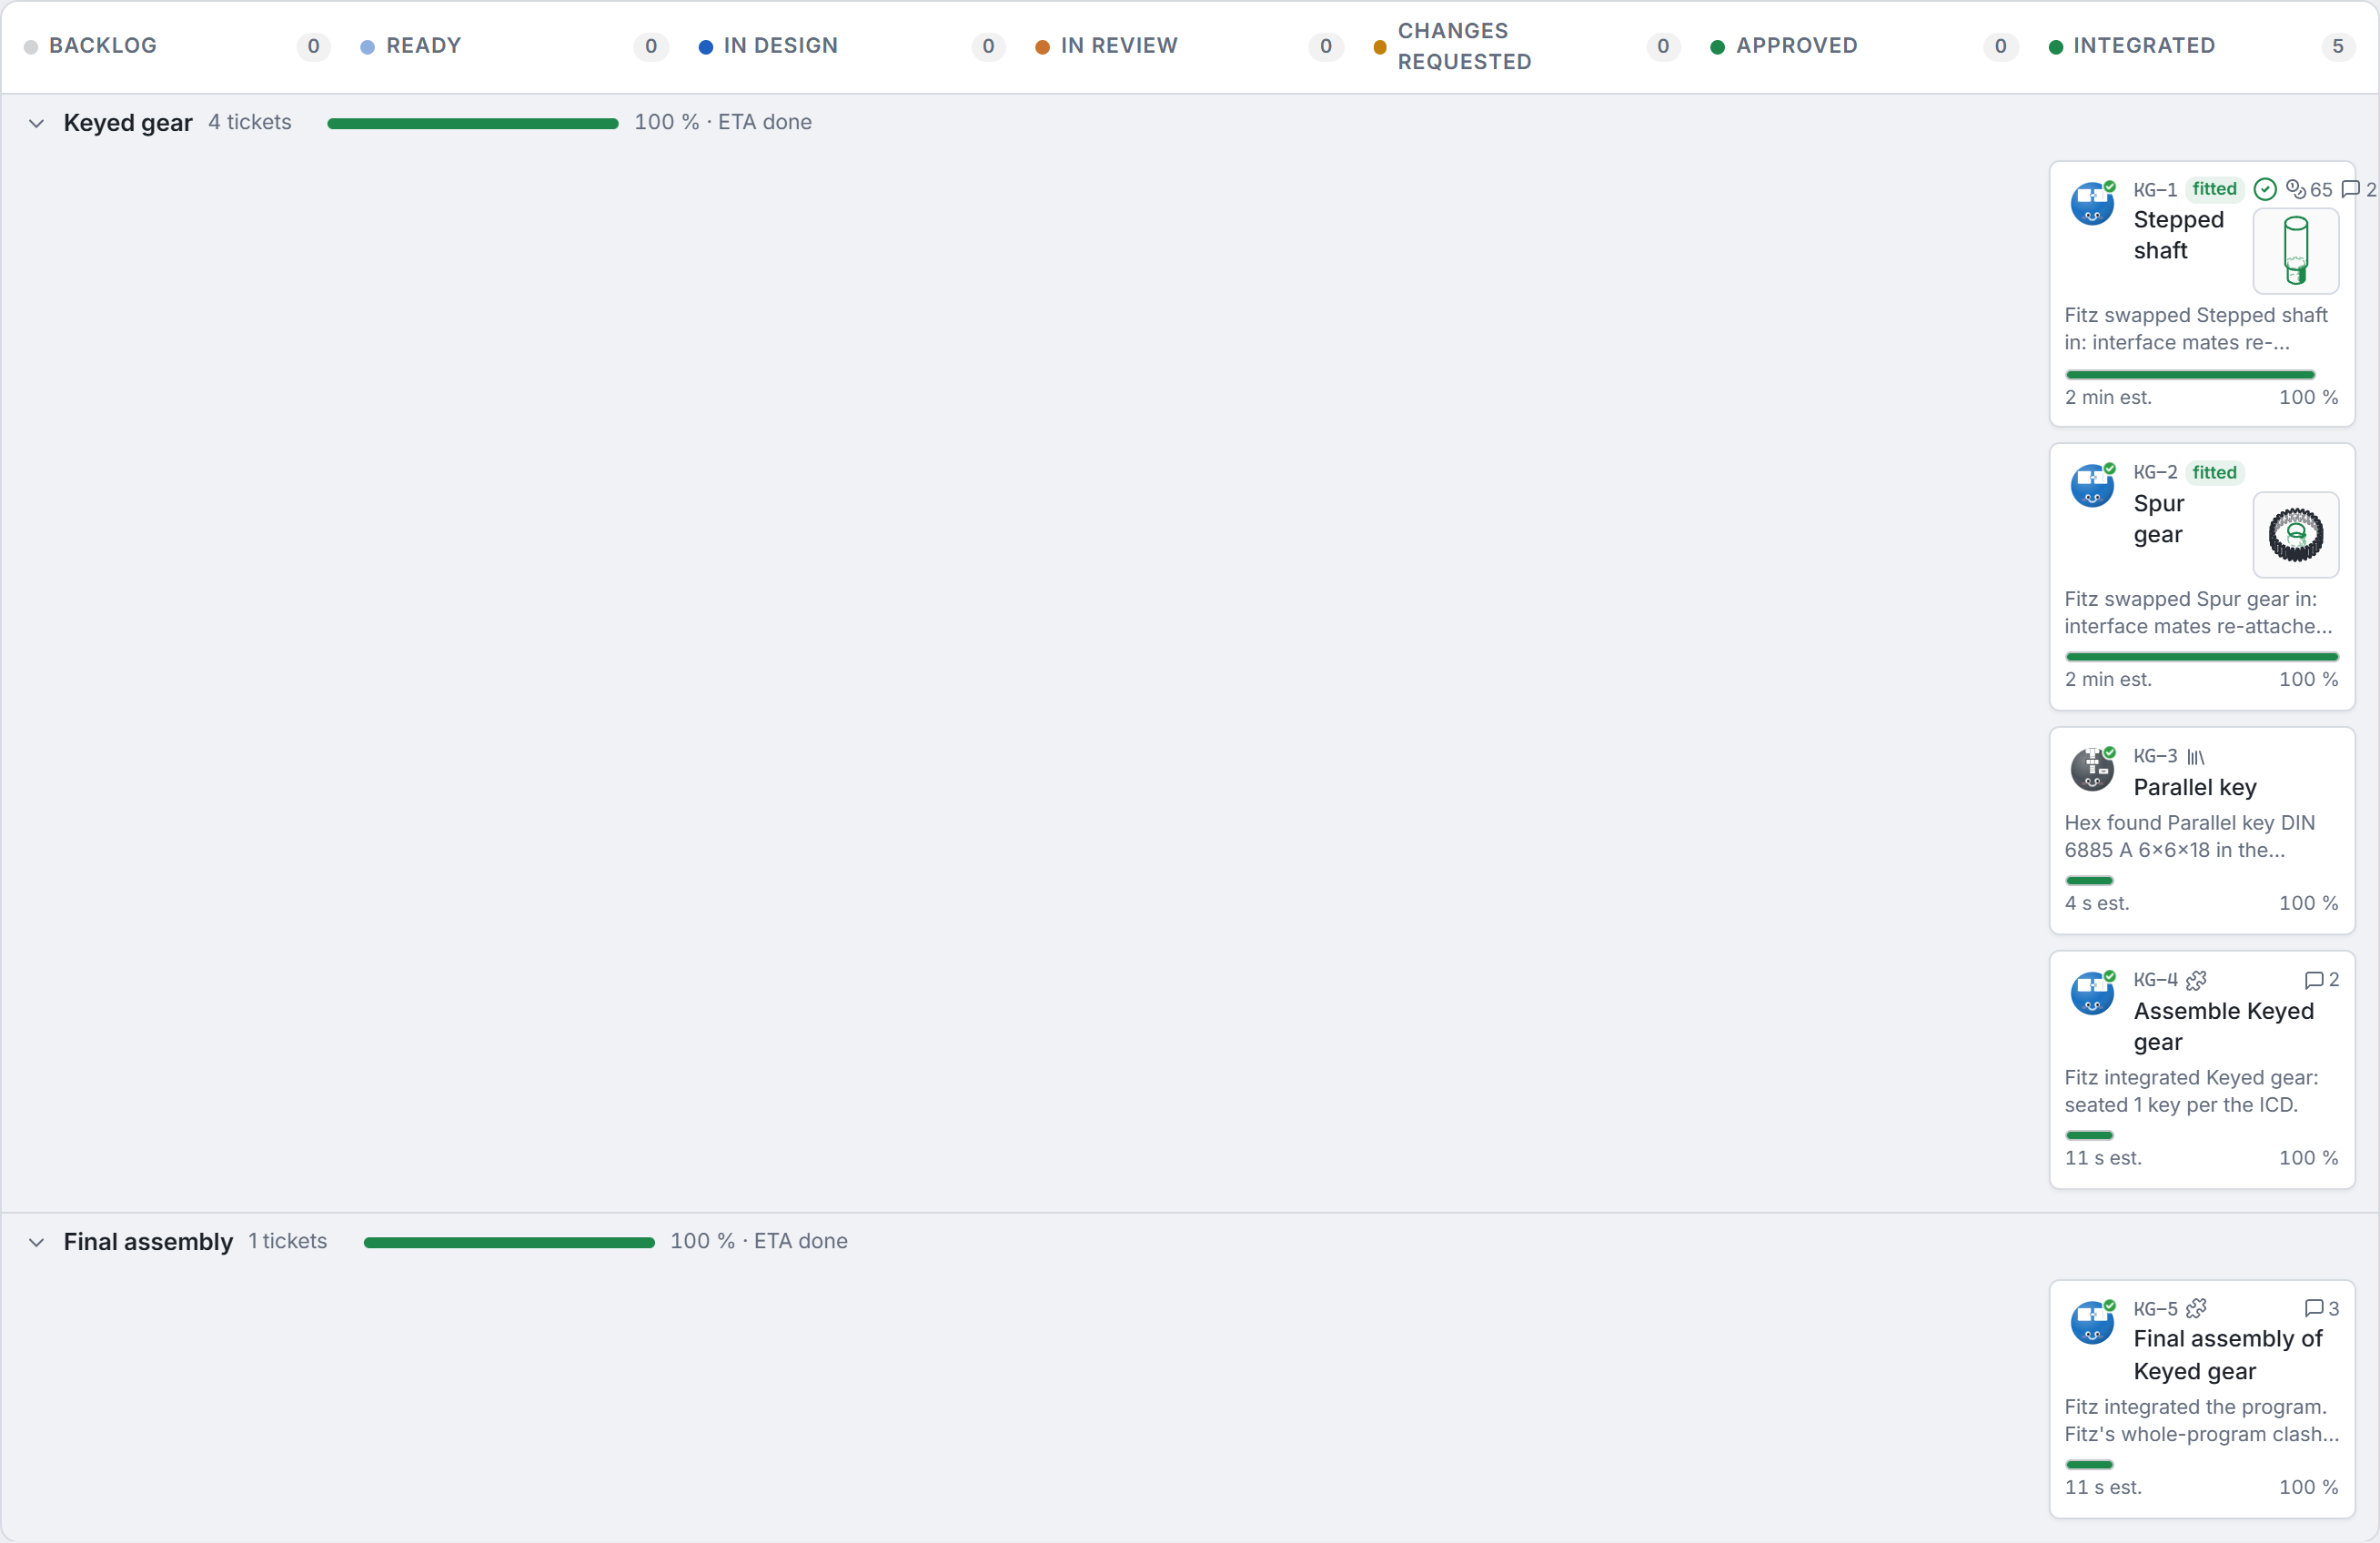 BACKLOG 0
READY 0
IN DESIGN 0
IN REVIEW 0
CHANGES
REQUESTED 0
APPROVED 0
INTEGRATED 5
Keyed gear 4 tickets 100 % · ETA done
KG-1 fitted 65 2
Stepped
shaft
Fitz swapped Stepped shaft
in: interface mates re-...
2 min est. 100 %
KG-2 fitted
Spur
gear
Fitz swapped Spur gear in:
interface mates re-attache...
2 min est. 100 %
KG-3
Parallel key
Hex found Parallel key DIN
6885 A 6×6×18 in the...
4 s est. 100 %
KG-4 2
Assemble Keyed
gear
Fitz integrated Keyed gear:
seated 1 key per the ICD.
11 s est. 100 %
Final assembly 1 tickets 100 % · ETA done
KG-5 3
Final assembly of
Keyed gear
Fitz integrated the program.
Fitz's whole-program clash...
11 s est. 100 %